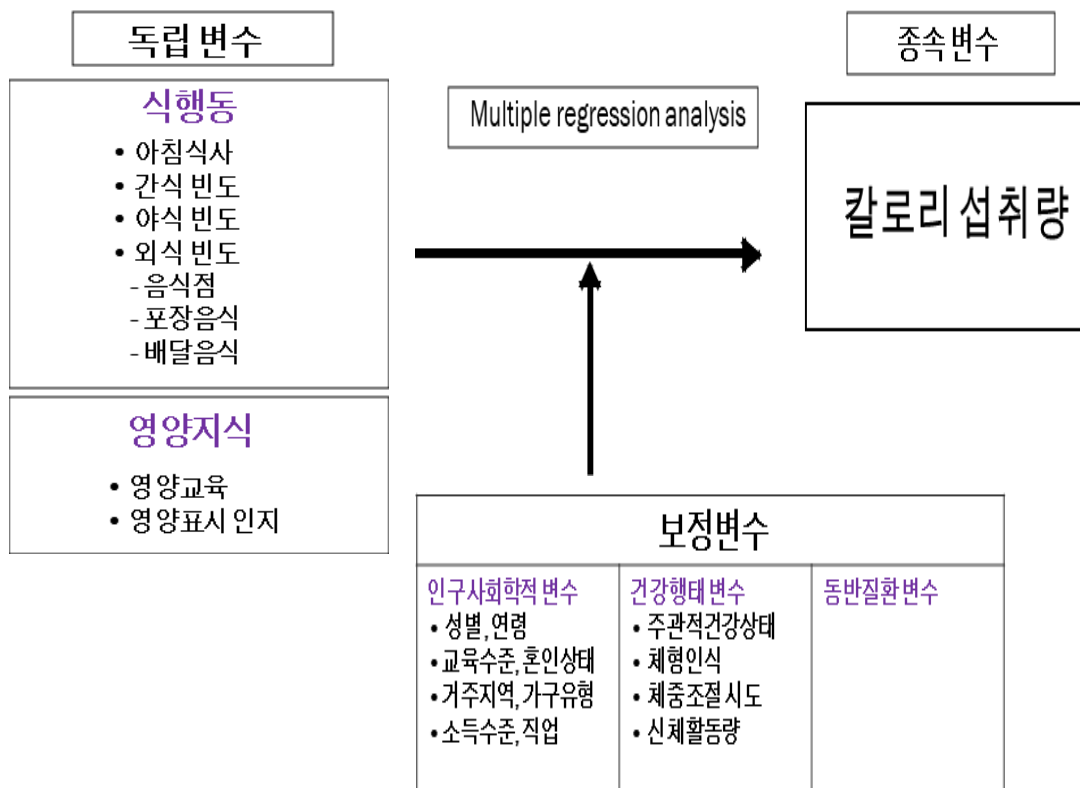 독립 변수
식행동
• 아침식사
• 간식 빈도
• 야식 빈도
• 외식 빈도
- 음식점
- 포장음식
- 배달음식
영양지식
• 영양교육
• 영양표시 인지
Multiple regression analysis
종속 변수
칼로리 섭취량
보정변수
인구사회학적 변수
• 성별, 연령
• 교육수준, 혼인상태
• 거주지역, 가구유형
• 소득수준, 직업
건강행태 변수
• 주관적건강상태
• 체형인식
• 체중조절 시도
• 신체활동량
동반질환 변수